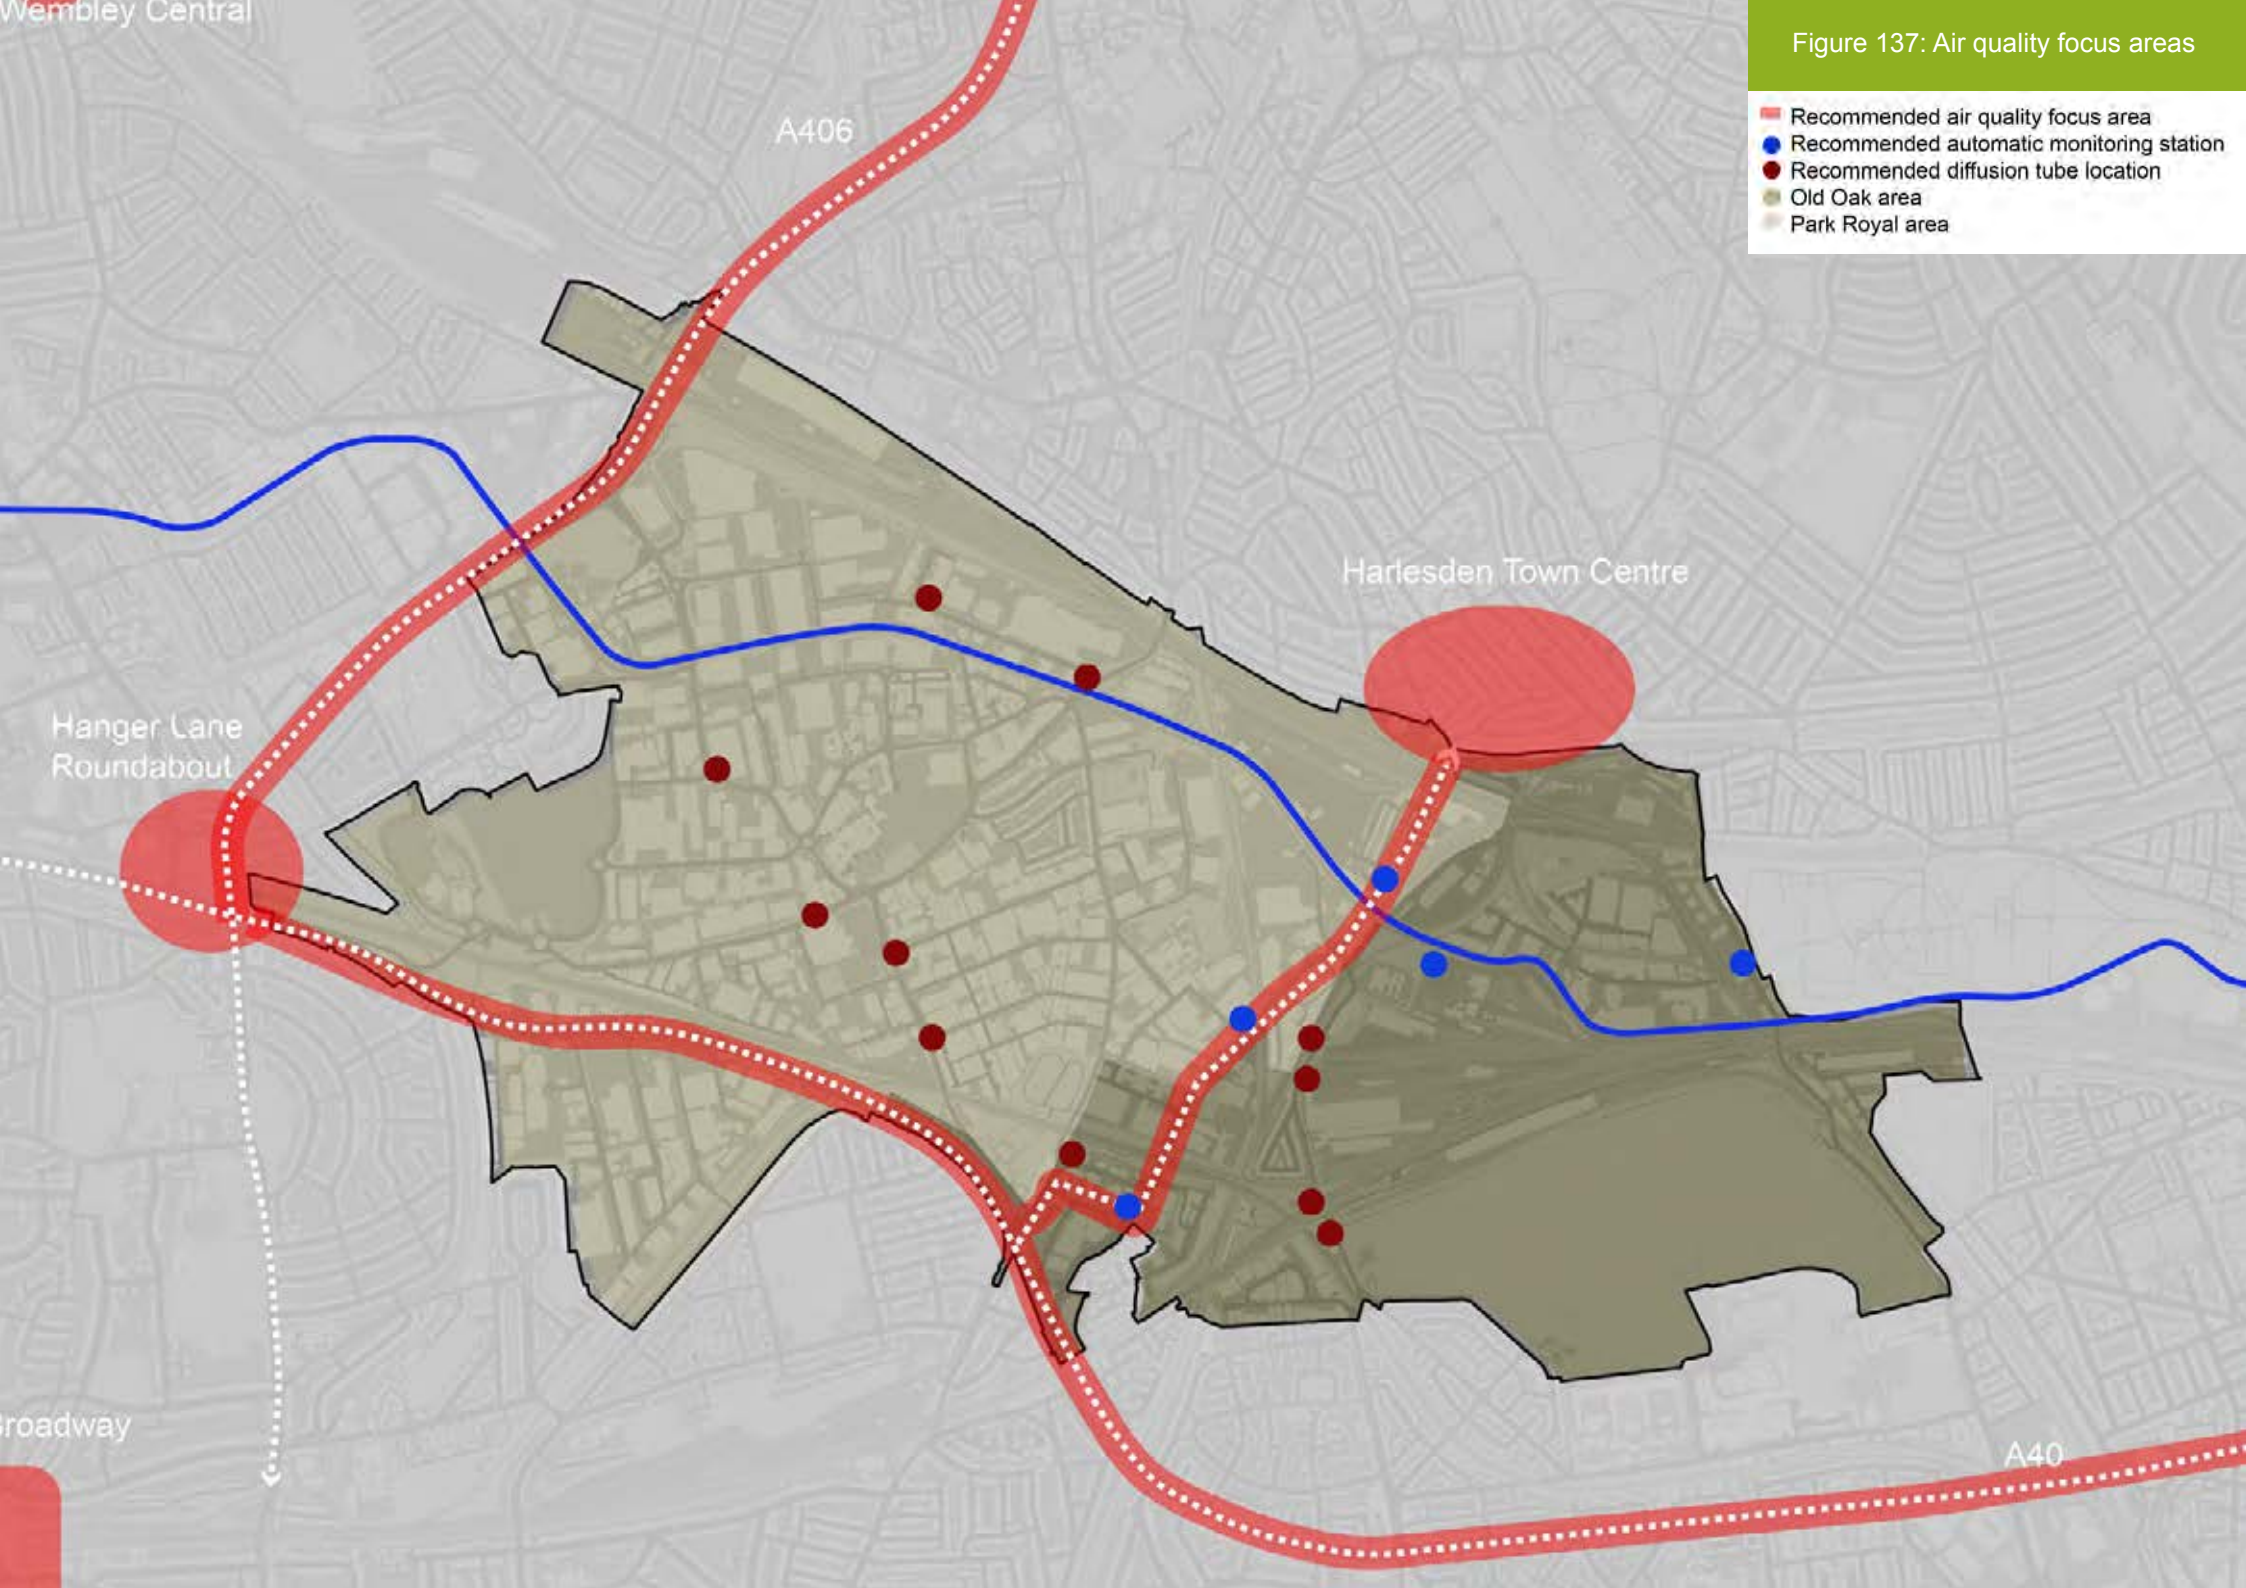 Wembley Central
Figure 137: Air quality focus areas
Recommended air quality focus area
Recommended automatic monitoring station
Recommended diffusion tube location
Old Oak area
Park Royal area
A406
Harlesden Town Centre
Hanger Lane
Roundabout
Broadway
A40